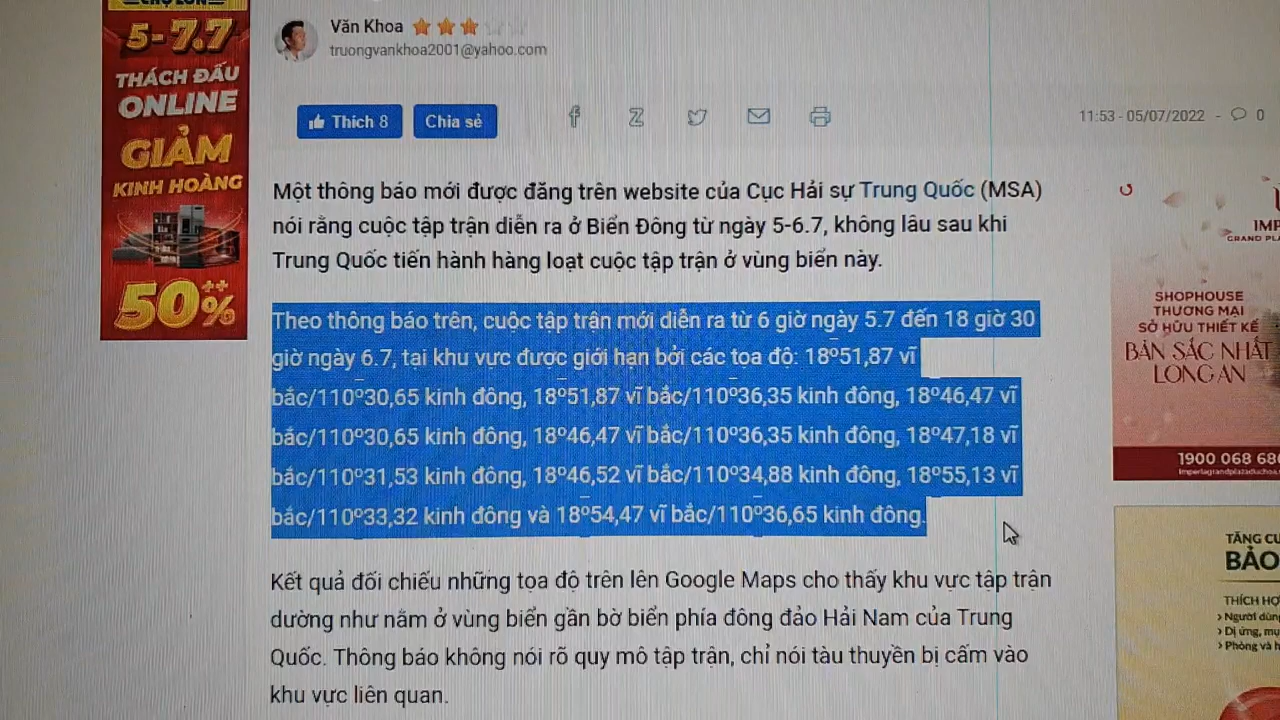 5-7.7
THÁCH ĐẤU
ONLINE
GIẢM
KINH HOÀNG
50%++
Văn Khoa
truongvankhoa2001@yahoo.com
Thích 8
Chia sẻ
11:53 - 05/07/2022 - 0
Một thông báo mới được đăng trên website của Cục Hải sự Trung Quốc (MSA)
nói rằng cuộc tập trận diễn ra ở Biển Đông từ ngày 5-6.7, không lâu sau khi
Trung Quốc tiến hành hàng loạt cuộc tập trận ở vùng biển này.
Theo thông báo trên, cuộc tập trận mới diễn ra từ 6 giờ ngày 5.7 đến 18 giờ 30
giờ ngày 6.7, tại khu vực được giới hạn bởi các tọa độ: 18º51,87 vĩ
bắc/110º30,65 kinh đông, 18º51,87 vĩ bắc/110º36,35 kinh đông, 18º46,47 vĩ
bắc/110º30,65 kinh đông, 18º46,47 vĩ bắc/110º36,35 kinh đông, 18º47,18 vĩ
bắc/110º31,53 kinh đông, 18º46,52 vĩ bắc/110º34,88 kinh đông, 18º55,13 vĩ
bắc/110º33,32 kinh đông và 18º54,47 vĩ bắc/110º36,65 kinh đông.
Kết quả đối chiếu những tọa độ trên lên Google Maps cho thấy khu vực tập trận
dường như nằm ở vùng biển gần bờ biển phía đông đảo Hải Nam của Trung
Quốc. Thông báo không nói rõ quy mô tập trận, chỉ nói tàu thuyền bị cấm vào
khu vực liên quan.
SHOPHOUSE
THƯƠNG MẠI
SỞ HỮU THIẾT KẾ
BẢN SẮC NHẤT
LONG AN
1900 068
TĂNG
BẢO
THÍCH
Người
Dị ứng,
Phòng và